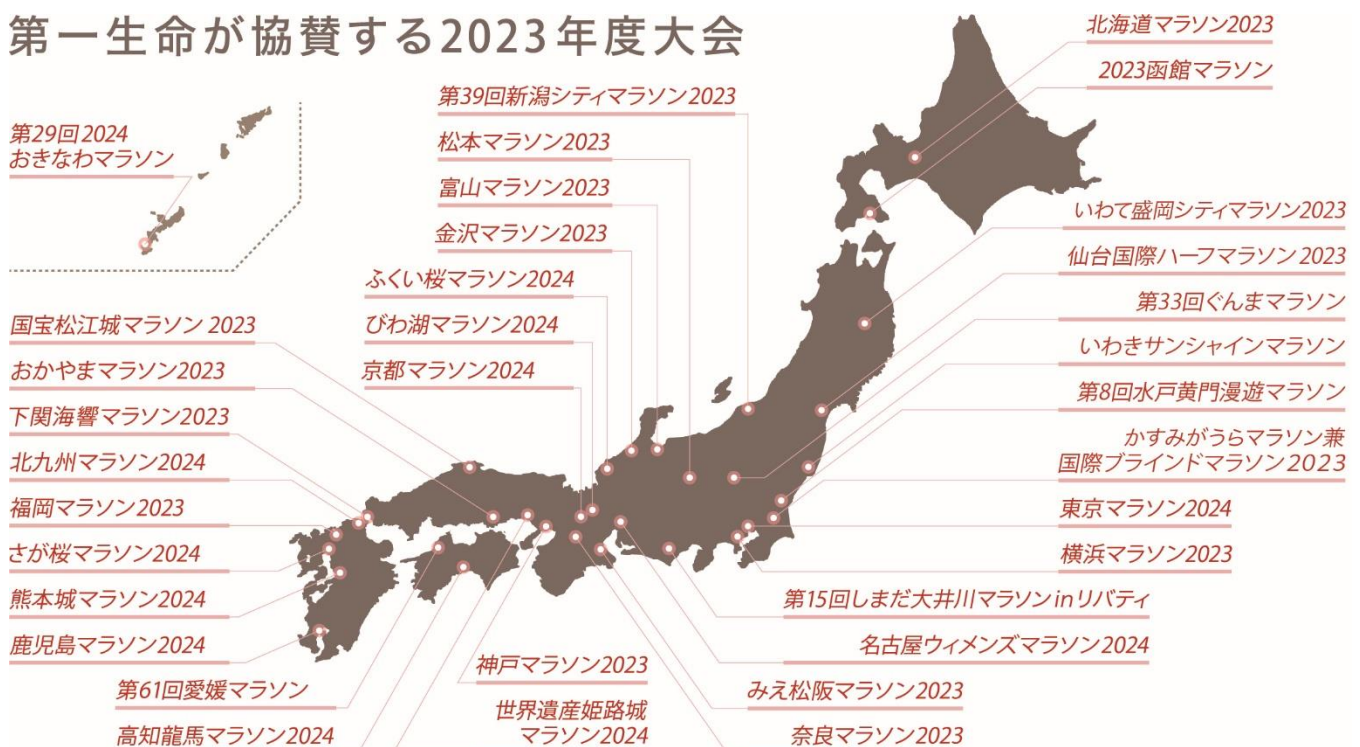 第一生命が協賛する2023年度大会
北海道マラソン2023
2023函館マラソン
第39回新潟シティマラソン2023
松本マラソン2023
富山マラソン2023
金沢マラソン2023
ふくい桜マラソン2024
びわ湖マラソン2024
京都マラソン2024
第29回2024
おきなわマラソン
国宝松江城マラソン2023
おかやまマラソン2023
下関海響マラソン2023
北九州マラソン2024
福岡マラソン2023
さが桜マラソン2024
熊本城マラソン2024
鹿児島マラソン2024
第61回愛媛マラソン
高知龍馬マラソン2024
いわて盛岡シティマラソン2023
仙台国際ハーフマラソン2023
第33回ぐんまマラソン
いわきサンシャインマラソン
第8回水戸黄門漫遊マラソン
かすみがうらマラソン兼
国際ブラインドマラソン2023
東京マラソン2024
横浜マラソン2023
第15回しまだ大井川マラソンinリバティ
名古屋ウィメンズマラソン2024
みえ松阪マラソン2023
奈良マラソン2023
神戸マラソン2023
世界遺産姫路城
マラソン2024